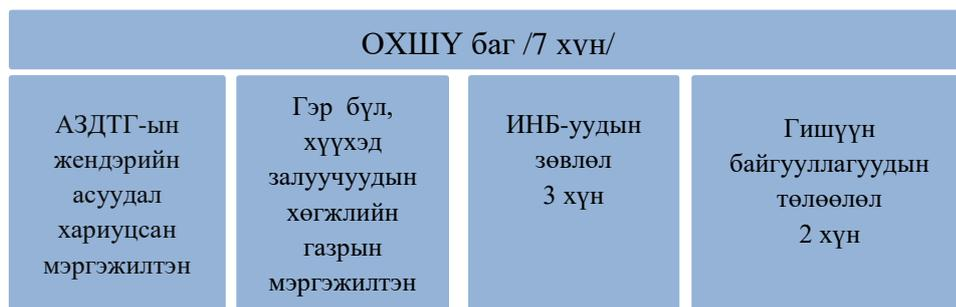 ОХШҮ баг /7 хүн/
АЗДТГ-ын
жендэрийн
асуудал
хариуцсан
мэргэжилтэн
Гэр бүл,
хүүхэд
залуучуудын
хөгжлийн
газрын
мэргэжилтэн
ИНБ-уудын
зөвлөл
3 хүн
Гишүүн
байгууллагуудын
төлөөлөл
2 хүн